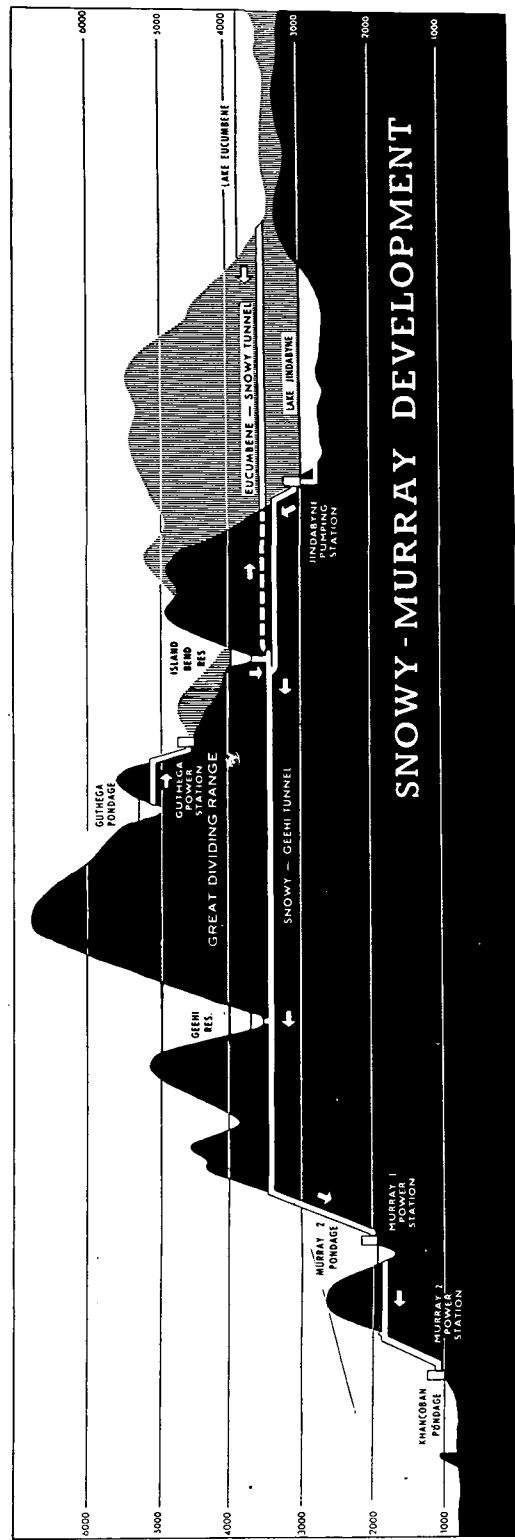 6000
5000
4000
3000
2000
1000
KHANCOBAN
PONDAGE
MURRAY 2
POWER
STATION
MURRAY 2
PONDAGE
MURRAY 1
POWER
STATION
GEEHI
RES.
SNOWY – GEEHI TUNNEL
GREAT DIVIDING RANGE
GUTHEGA
PONDAGE
GUTHEGA
POWER
STATION
ISLAND
BEND
RES
JINDABYNE
PUMPING
STATION
EUCUMBENE – SNOWY TUNNEL
LAKE JINDABYNE
LAKE EUCUMBENE
6000
5000
4000
3000
2000
1000
SNOWY-MURRAY DEVELOPMENT